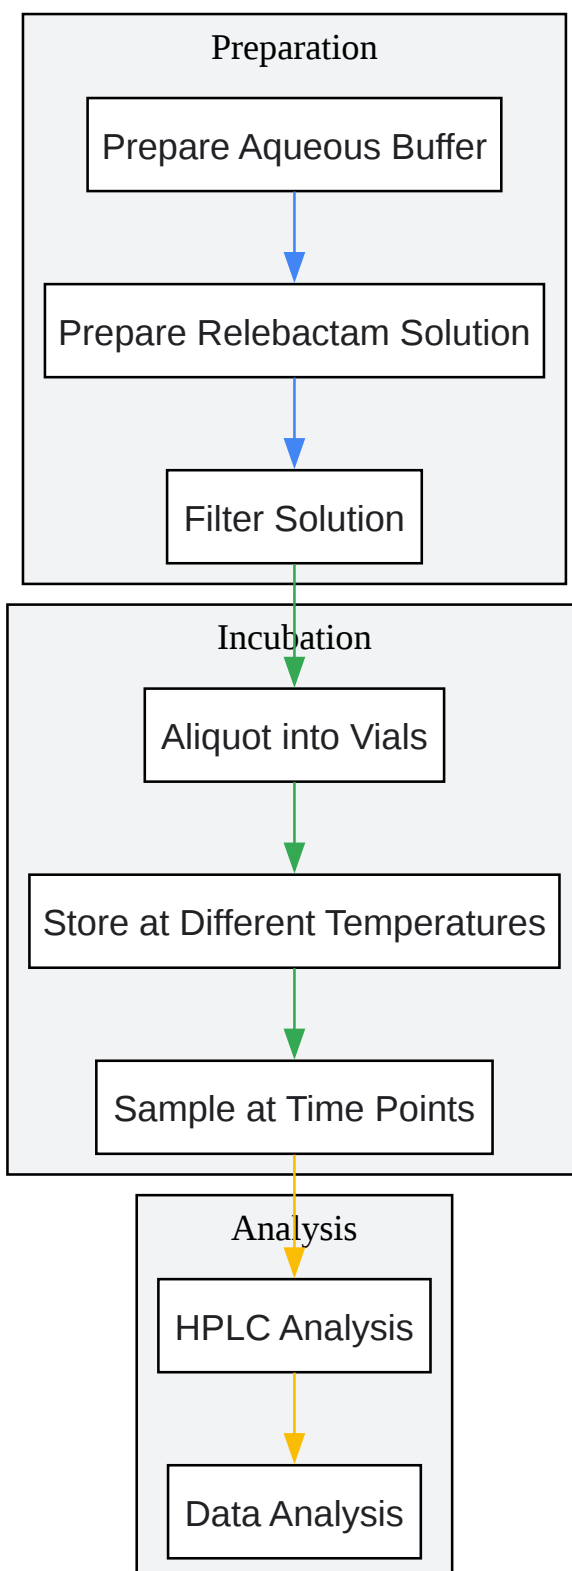 Preparation
Prepare Aqueous Buffer
Prepare Relebactam Solution
Filter Solution
Incubation
Aliquot into Vials
Store at Different Temperatures
Sample at Time Points
Analysis
HPLC Analysis
Data Analysis